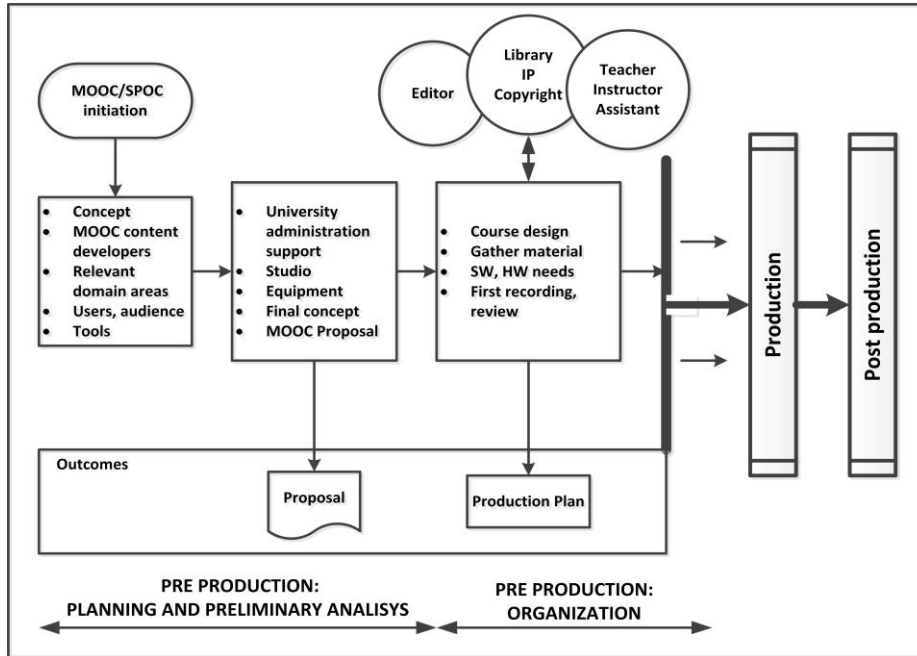 MOOC/SPOC
initiation
Editor
Library
IP
Copyright
Teacher
Instructor
Assistant
• Concept
• MOOC content
developers
• Relevant
domain areas
• Users, audience
• Tools
• University
administration
support
• Studio
• Equipment
• Final concept
• MOOC Proposal
• Course design
• Gather material
• SW, HW needs
• First recording,
review
Production
Post production
Outcomes
Proposal
Production Plan
PRE PRODUCTION:
PLANNING AND PRELIMINARY ANALISYS
PRE PRODUCTION:
ORGANIZATION